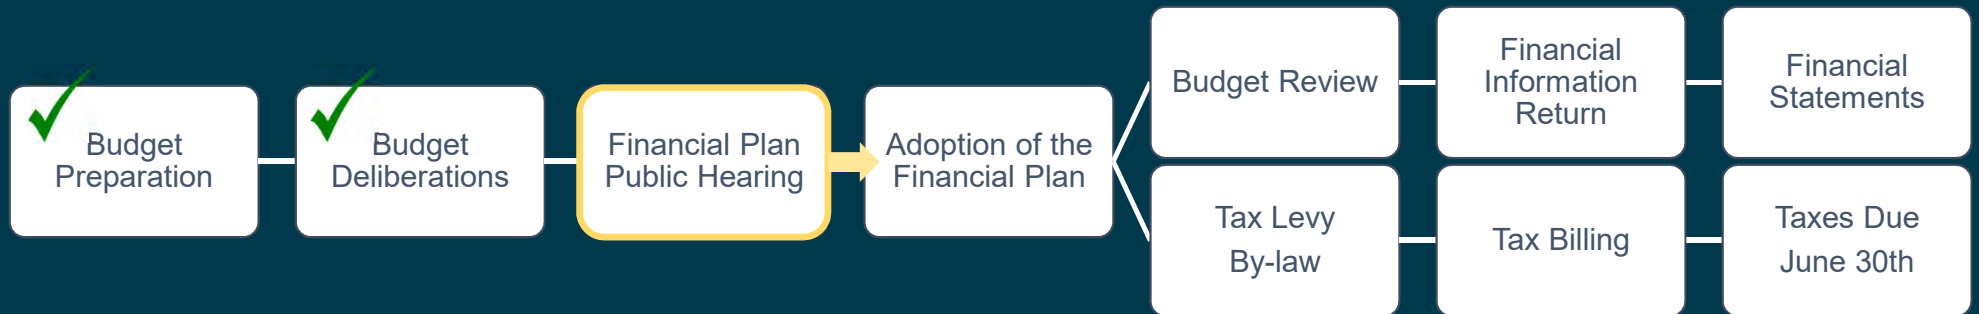 Budget
Preparation
Budget
Deliberations
Financial Plan
Public Hearing
Adoption of the
Financial Plan
Budget Review
Financial
Information
Return
Financial
Statements
Tax Levy
By-law
Tax Billing
Taxes Due
June 30th